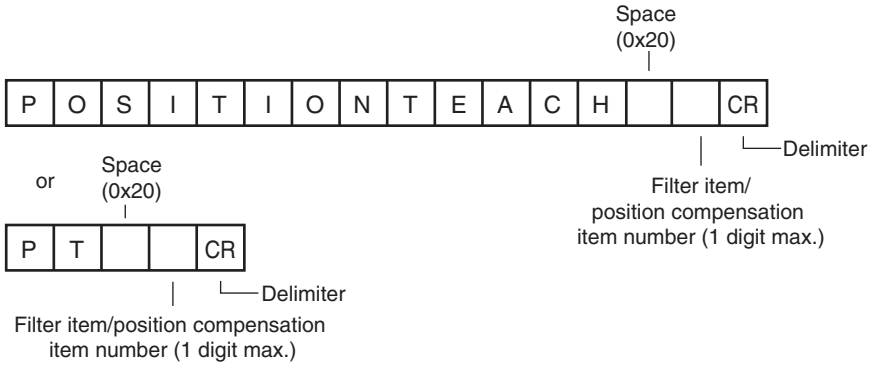 Space
(0x20)
P O S I T I O N T E A C H CR
Delimiter
Filter item/
position compensation
item number (1 digit max.)
or
Space
(0x20)
P T CR
Delimiter
Filter item/position compensation
item number (1 digit max.)